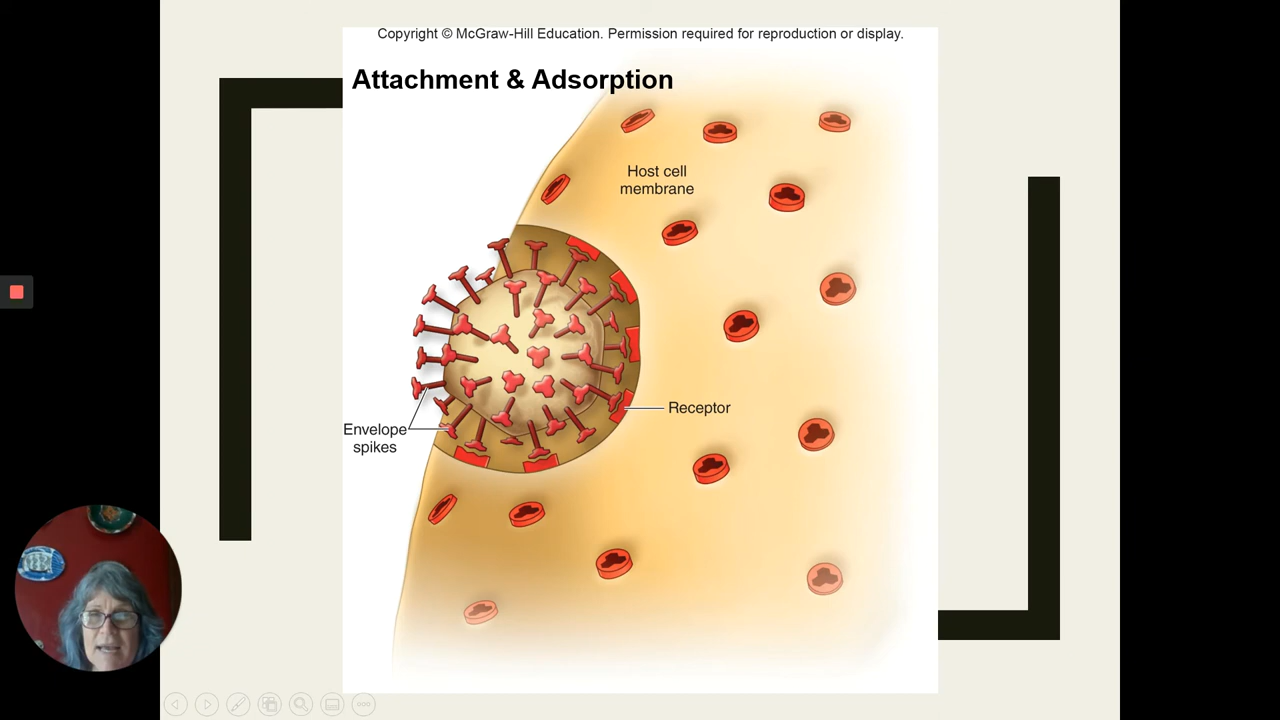 Copyright © McGraw-Hill Education. Permission required for reproduction or display.
Attachment & Adsorption
Host cell
membrane
Receptor
Envelope
spikes